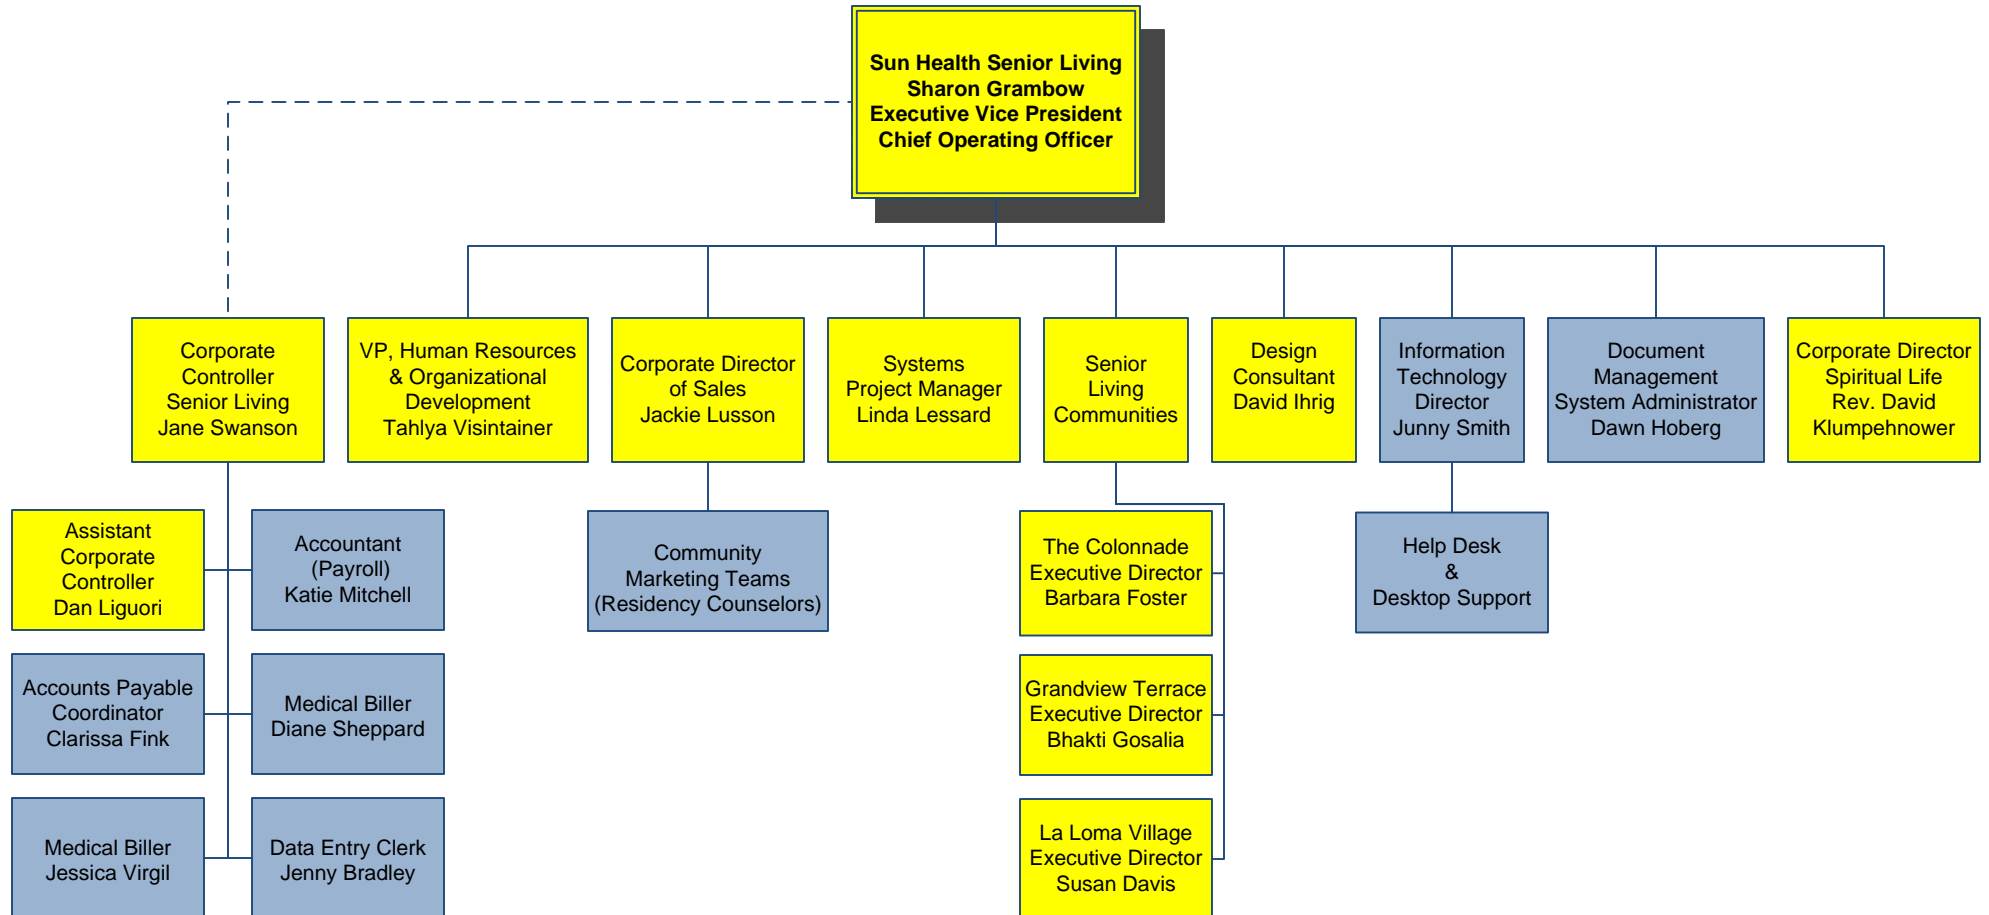 Sun Health Senior Living
Sharon Grambow
Executive Vice President
Chief Operating Officer
Corporate
Controller
Senior Living
Jane Swanson
VP, Human Resources
& Organizational
Development
Tahlya Visintainer
Corporate Director
of Sales
Jackie Lusson
Systems
Project Manager
Linda Lessard
Senior
Living
Communities
Design
Consultant
David Ihrig
Information
Technology
Director
Junny Smith
Document
Management
System Administrator
Dawn Hoberg
Corporate Director
Spiritual Life
Rev. David
Klumpehnower
Assistant
Corporate
Controller
Dan Liguori
Accountant
(Payroll)
Katie Mitchell
Community
Marketing Teams
(Residency Counselors)
The Colonnade
Executive Director
Barbara Foster
Help Desk
&
Desktop Support
Accounts Payable
Coordinator
Clarissa Fink
Medical Biller
Diane Sheppard
Grandview Terrace
Executive Director
Bhakti Gosalia
Medical Biller
Jessica Virgil
Data Entry Clerk
Jenny Bradley
La Loma Village
Executive Director
Susan Davis